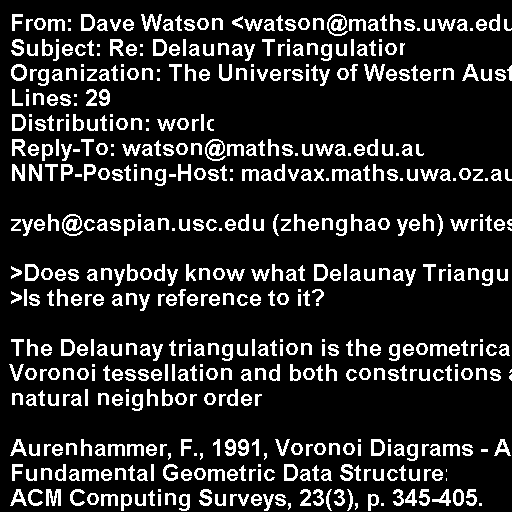 From: Dave Watson <watson@maths.uwa.edu
Subject: Re: Delaunay Triangulation
Organization: The University of Western Aust
Lines: 29
Distribution: world
Reply-To: watson@maths.uwa.edu.au
NNTP-Posting-Host: madvax.maths.uwa.oz.au
zyeh@caspian.usc.edu (zhenghao yeh) writes
>Does anybody know what Delaunay Triangu
>Is there any reference to it?
The Delaunay triangulation is the geometrica
Voronoi tessellation and both constructions a
natural neighbor order
Aurenhammer, F., 1991, Voronoi Diagrams - A
Fundamental Geometric Data Structure:
ACM Computing Surveys, 23(3), p. 345-405.